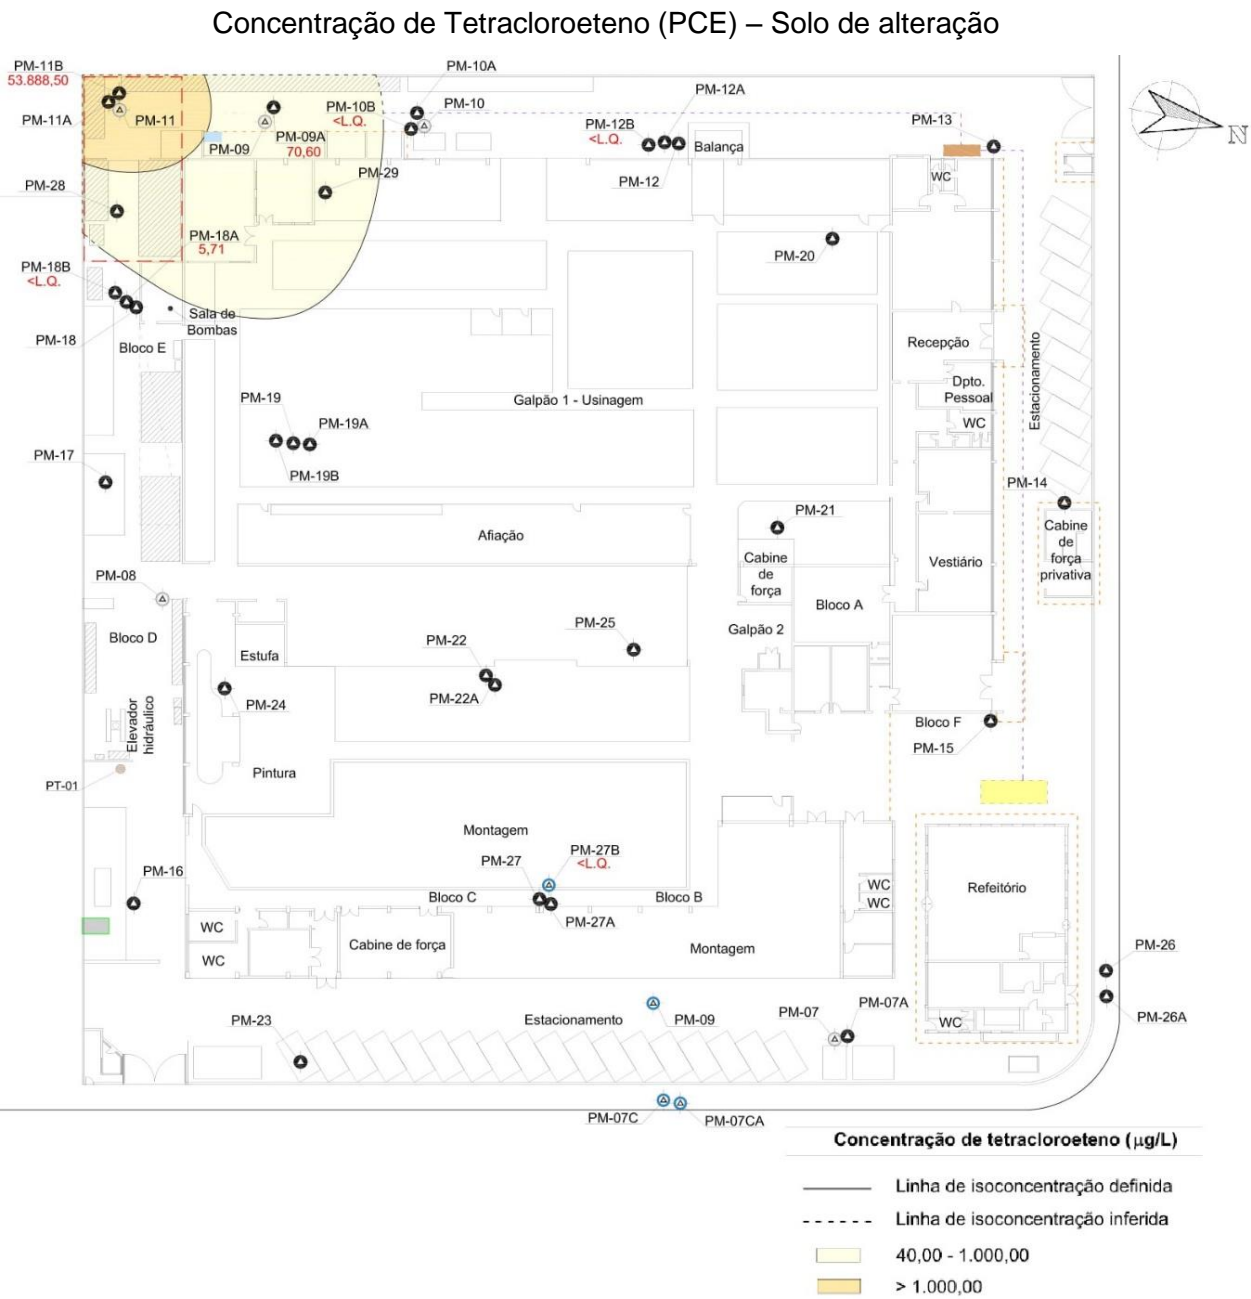 Concentração de Tetracloroeteno (PCE) – Solo de alteração
PM-11B
53.888,50
PM-11A
PM-11
PM-09
PM-09A
70,60
PM-10B
<L.Q.
PM-10A
PM-10
PM-12B
<L.Q.
PM-12A
PM-12
Balança
PM-13
N
WC
PM-28
PM-29
PM-18A
5,71
PM-20
PM-18B
<L.Q.
PM-18
Sala de
Bombas
Bloco E
Recepção
Dpto.
Pessoal
WC
Estacionamento
PM-19
PM-19A
PM-19B
Galpão 1 - Usinagem
PM-17
PM-14
PM-21
Afiação
Cabine
de
força
Vestiário
Cabine
de
força
privativa
PM-08
Bloco A
Bloco D
Galpão 2
Estufa
PM-22
PM-22A
PM-25
PM-24
Elevador
hidráulico
Bloco F
PM-15
PT-01
Pintura
Montagem
PM-27
PM-27B
<L.Q.
PM-27A
PM-16
Bloco C
Bloco B
WC
WC
Refeitório
WC
WC
Cabine de força
Montagem
PM-26
PM-26A
PM-23
Estacionamento
PM-09
PM-07
PM-07A
WC
PM-07C
PM-07CA
Concentração de tetracloroeteno (µg/L)
Linha de isoconcentração definida
Linha de isoconcentração inferida
40,00 - 1.000,00
> 1.000,00